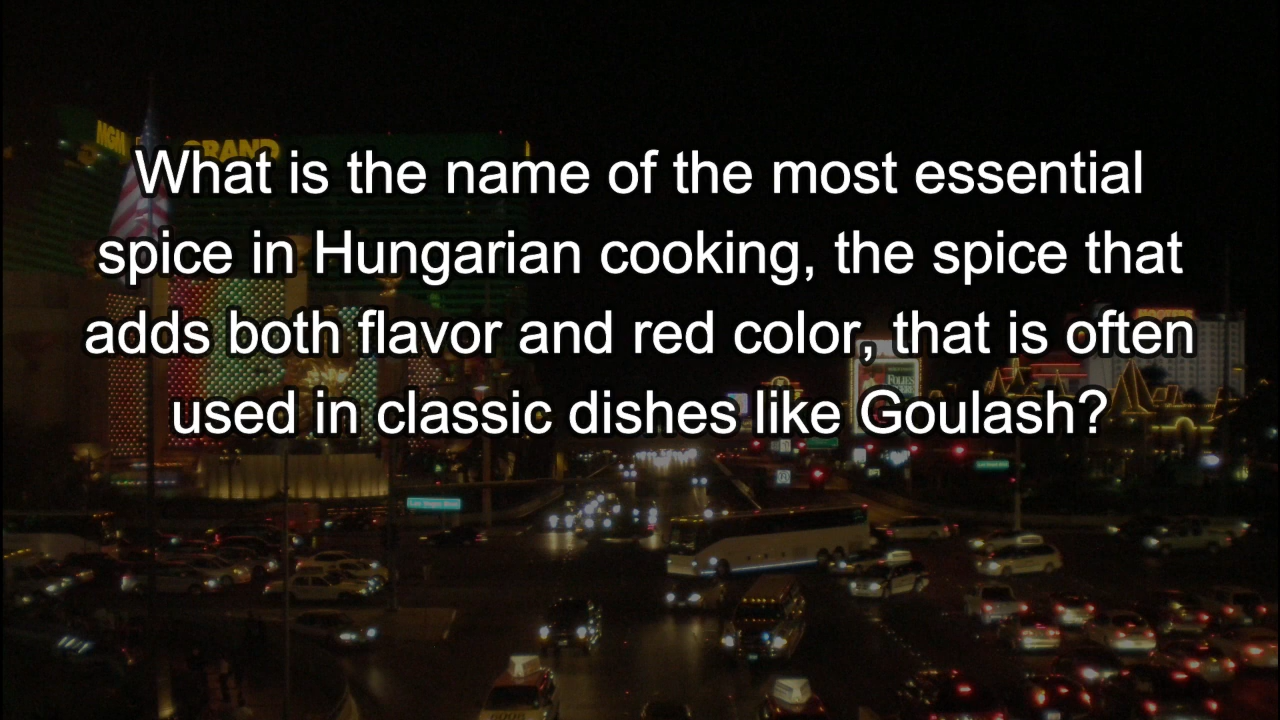 MGM GRAND
What is the name of the most essential
spice in Hungarian cooking, the spice that
adds both flavor and red color, that is often
used in classic dishes like Goulash?
FOLIES